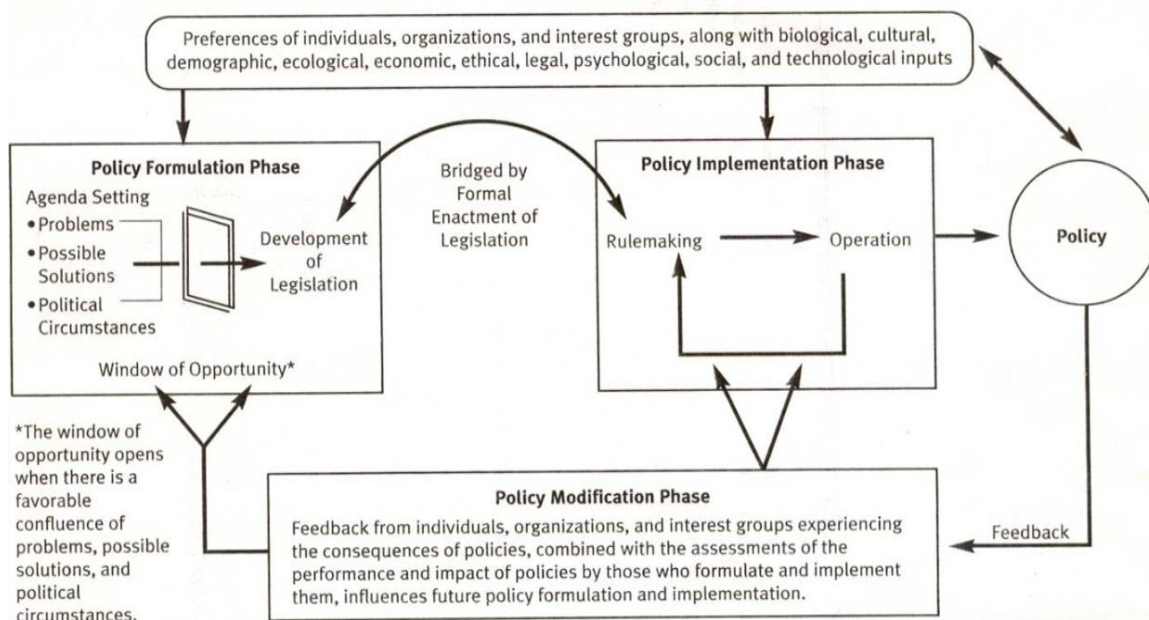 Preferences of individuals, organizations, and interest groups, along with biological, cultural,
demographic, ecological, economic, ethical, legal, psychological, social, and technological inputs
Policy Formulation Phase
Agenda Setting
•Problems
•Possible
Solutions
•Political
Circumstances
Development
of
Legislation
Window of Opportunity*
Bridged by
Formal
Enactment of
Legislation
Policy Implementation Phase
Rulemaking
Operation
Policy
*The window of
opportunity opens
when there is a
favorable
confluence of
problems, possible
solutions, and
political
circumstances.
Policy Modification Phase
Feedback from individuals, organizations, and interest groups experiencing
the consequences of policies, combined with the assessments of the
performance and impact of policies by those who formulate and implement
them, influences future policy formulation and implementation.
Feedback